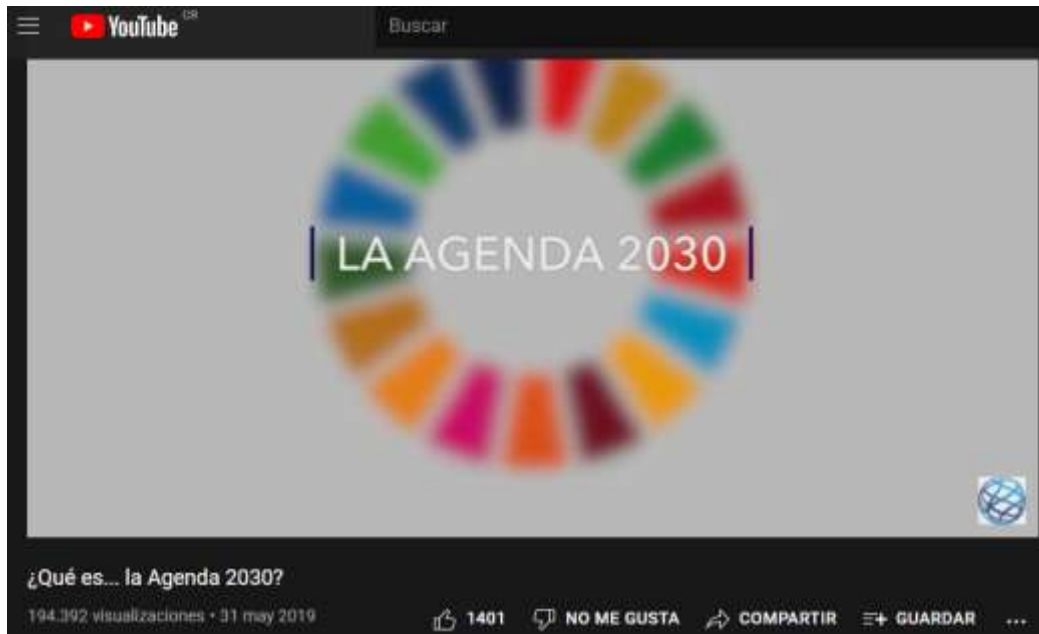 YouTube CR
Buscar
| LA AGENDA 2030 |
¿Qué es... la Agenda 2030?
194.392 visualizaciones • 31 may 2019
1401 NO ME GUSTA COMPARTIR GUARDAR ...